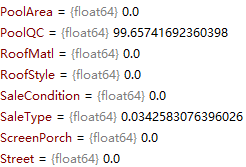 PoolArea = {float64} 0.0
PoolQC = {float64} 99.65741692360398
RoofMatl = {float64} 0.0
RoofStyle = {float64} 0.0
SaleCondition = {float64} 0.0
SaleType = {float64} 0.0342583076396026
ScreenPorch = {float64} 0.0
Street = {float64} 0.0